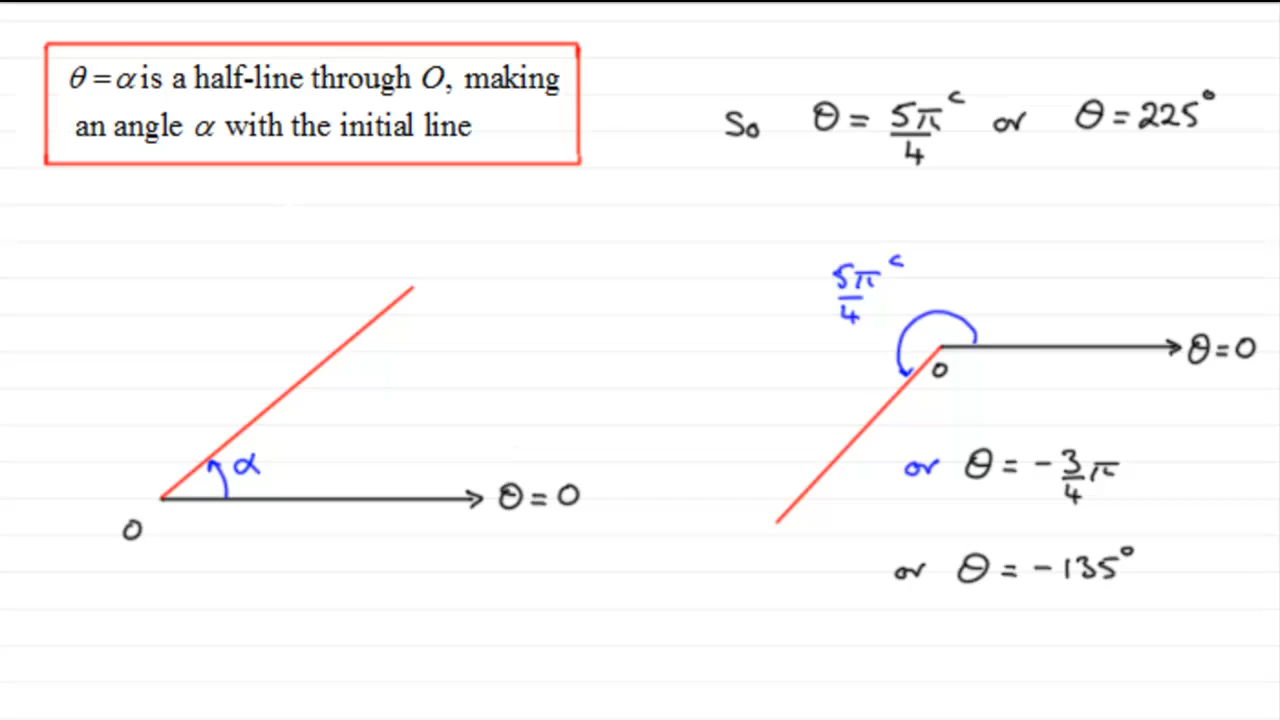 θ = α is a half-line through O, making
an angle α with the initial line
So θ = 5π/4 ᶜ or θ = 225°
α
θ = 0
O
5π/4 ᶜ
θ = 0
O
or θ = -3/4 π
or θ = -135°